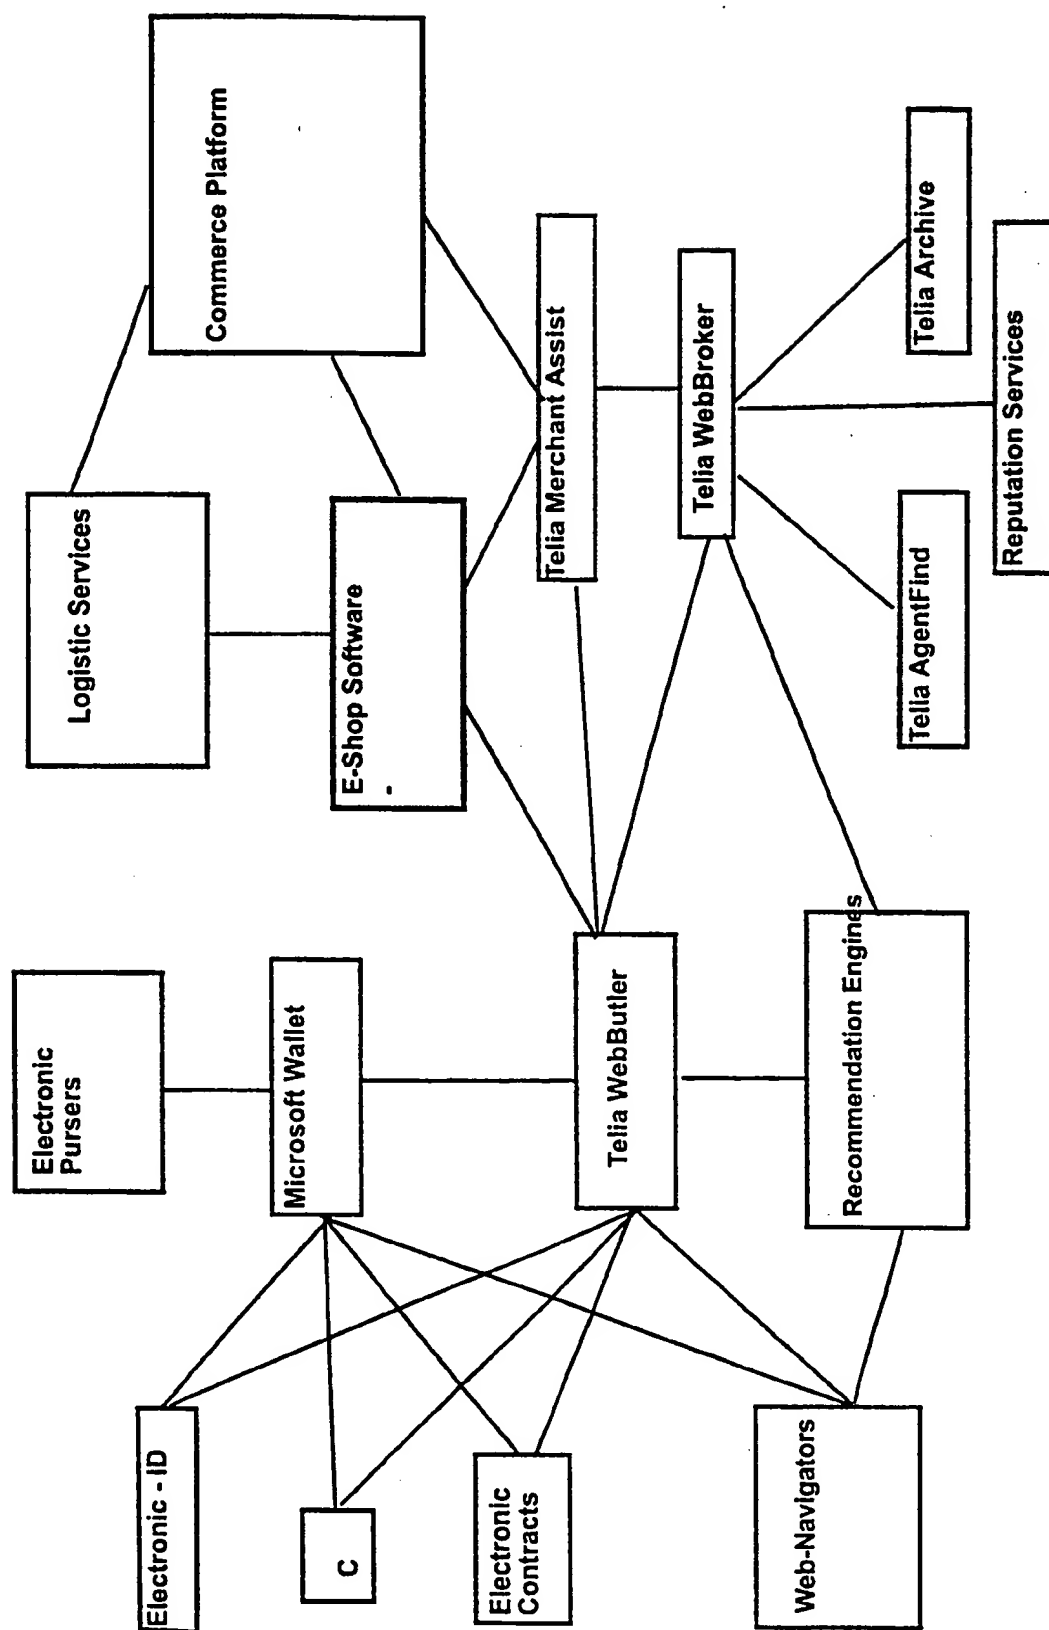 Electronic
Pursers
Logistic Services
Commerce Platform
Electronic - ID
Microsoft Wallet
E-Shop Software
-
C
Electronic
Contracts
Telia WebButler
Telia Merchant Assist
Telia WebBroker
Web-Navigators
Recommendation Engines
Telia AgentFind
Telia Archive
Reputation Services